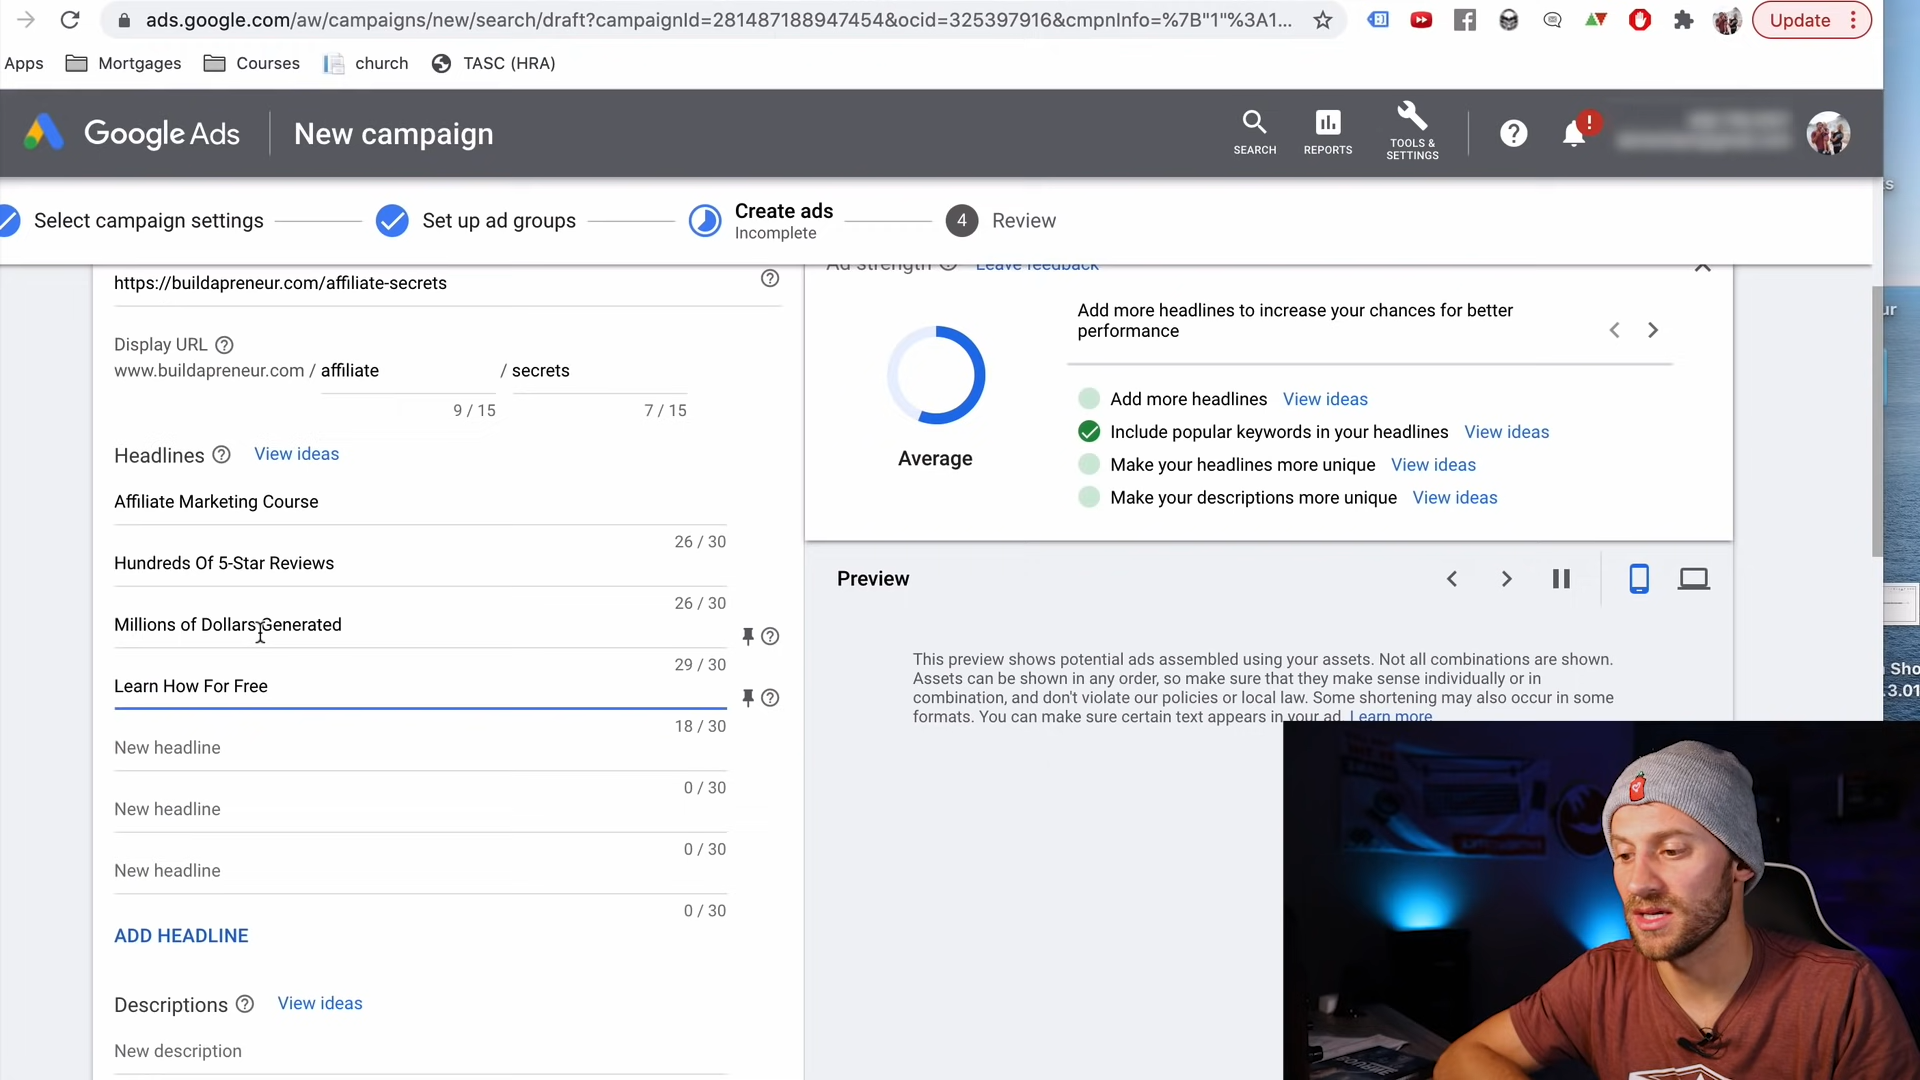 ads.google.com/aw/campaigns/new/search/draft?campaignId=281487188947454&ocid=325397916&cmpnInfo=%7B"1"%3A1...
Update
Apps
Mortgages
Courses
church
TASC (HRA)
Google Ads
New campaign
SEARCH
REPORTS
TOOLS &
SETTINGS
!
Select campaign settings
Set up ad groups
Create ads
Incomplete
4
Review
https://buildapreneur.com/affiliate-secrets
Display URL
www.buildapreneur.com / affiliate / secrets
9 / 15
7 / 15
Headlines
View ideas
Affiliate Marketing Course
26 / 30
Hundreds Of 5-Star Reviews
26 / 30
Millions of Dollars Generated
29 / 30
Learn How For Free
18 / 30
New headline
0 / 30
New headline
0 / 30
New headline
0 / 30
ADD HEADLINE
Descriptions
View ideas
New description
Ad strength
Leave feedback
Average
Add more headlines to increase your chances for better
performance
Add more headlines View ideas
Include popular keywords in your headlines View ideas
Make your headlines more unique View ideas
Make your descriptions more unique View ideas
Preview
This preview shows potential ads assembled using your assets. Not all combinations are shown.
Assets can be shown in any order, so make sure that they make sense individually or in
combination, and don't violate our policies or local law. Some shortening may also occur in some
formats. You can make sure certain text appears in your ad. Learn more